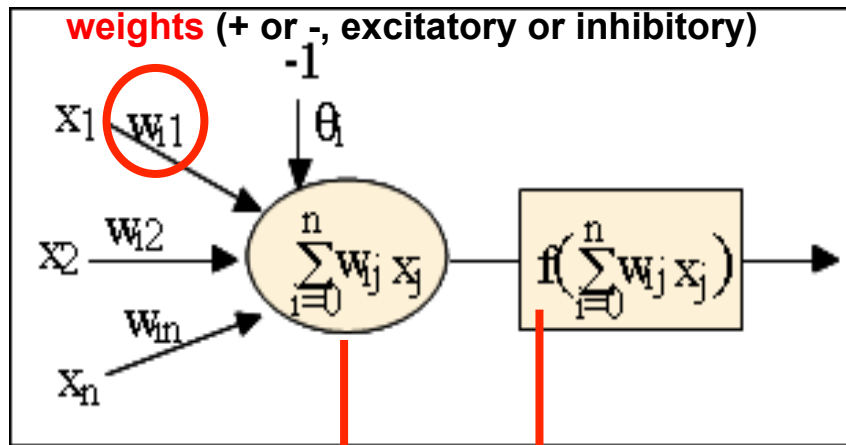 weights (+ or -, excitatory or inhibitory)
-1
x1 wi1 θi
x2 wi2
n
∑ wij xj
i=0
f(
n
∑ wij xj
i=0
)
win
xn